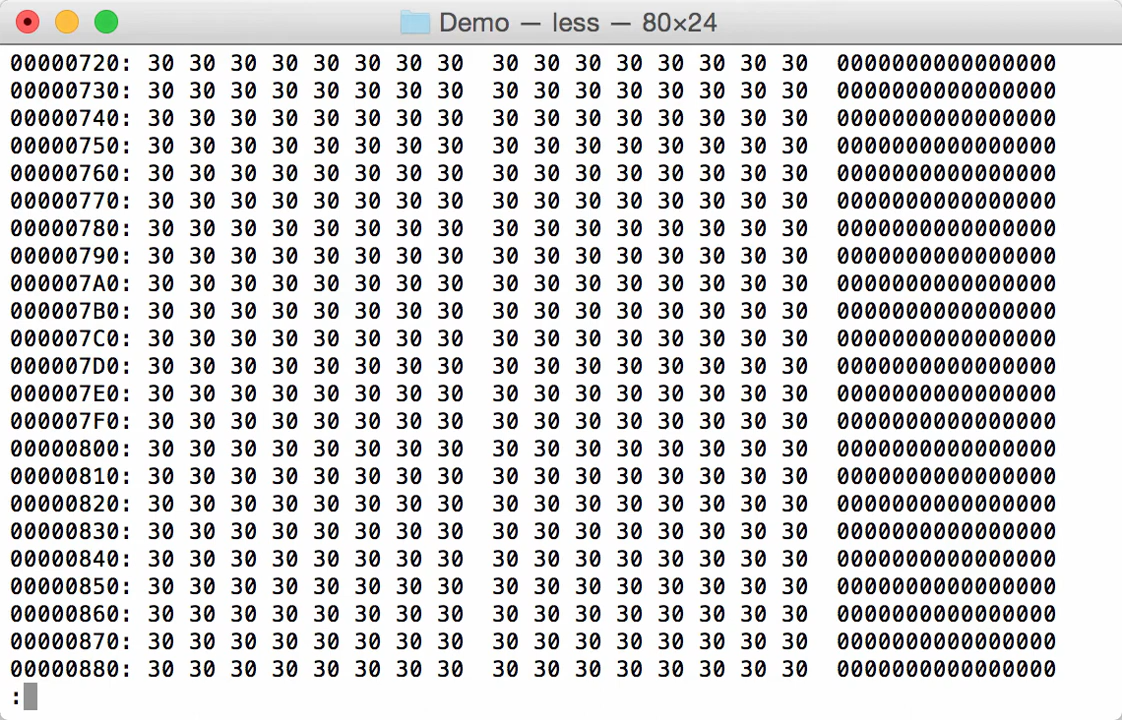 Demo — less — 80×24
00000720: 30 30 30 30 30 30 30 30  30 30 30 30 30 30 30 30  0000000000000000
00000730: 30 30 30 30 30 30 30 30  30 30 30 30 30 30 30 30  0000000000000000
00000740: 30 30 30 30 30 30 30 30  30 30 30 30 30 30 30 30  0000000000000000
00000750: 30 30 30 30 30 30 30 30  30 30 30 30 30 30 30 30  0000000000000000
00000760: 30 30 30 30 30 30 30 30  30 30 30 30 30 30 30 30  0000000000000000
00000770: 30 30 30 30 30 30 30 30  30 30 30 30 30 30 30 30  0000000000000000
00000780: 30 30 30 30 30 30 30 30  30 30 30 30 30 30 30 30  0000000000000000
00000790: 30 30 30 30 30 30 30 30  30 30 30 30 30 30 30 30  0000000000000000
000007A0: 30 30 30 30 30 30 30 30  30 30 30 30 30 30 30 30  0000000000000000
000007B0: 30 30 30 30 30 30 30 30  30 30 30 30 30 30 30 30  0000000000000000
000007C0: 30 30 30 30 30 30 30 30  30 30 30 30 30 30 30 30  0000000000000000
000007D0: 30 30 30 30 30 30 30 30  30 30 30 30 30 30 30 30  0000000000000000
000007E0: 30 30 30 30 30 30 30 30  30 30 30 30 30 30 30 30  0000000000000000
000007F0: 30 30 30 30 30 30 30 30  30 30 30 30 30 30 30 30  0000000000000000
00000800: 30 30 30 30 30 30 30 30  30 30 30 30 30 30 30 30  0000000000000000
00000810: 30 30 30 30 30 30 30 30  30 30 30 30 30 30 30 30  0000000000000000
00000820: 30 30 30 30 30 30 30 30  30 30 30 30 30 30 30 30  0000000000000000
00000830: 30 30 30 30 30 30 30 30  30 30 30 30 30 30 30 30  0000000000000000
00000840: 30 30 30 30 30 30 30 30  30 30 30 30 30 30 30 30  0000000000000000
00000850: 30 30 30 30 30 30 30 30  30 30 30 30 30 30 30 30  0000000000000000
00000860: 30 30 30 30 30 30 30 30  30 30 30 30 30 30 30 30  0000000000000000
00000870: 30 30 30 30 30 30 30 30  30 30 30 30 30 30 30 30  0000000000000000
00000880: 30 30 30 30 30 30 30 30  30 30 30 30 30 30 30 30  0000000000000000
: